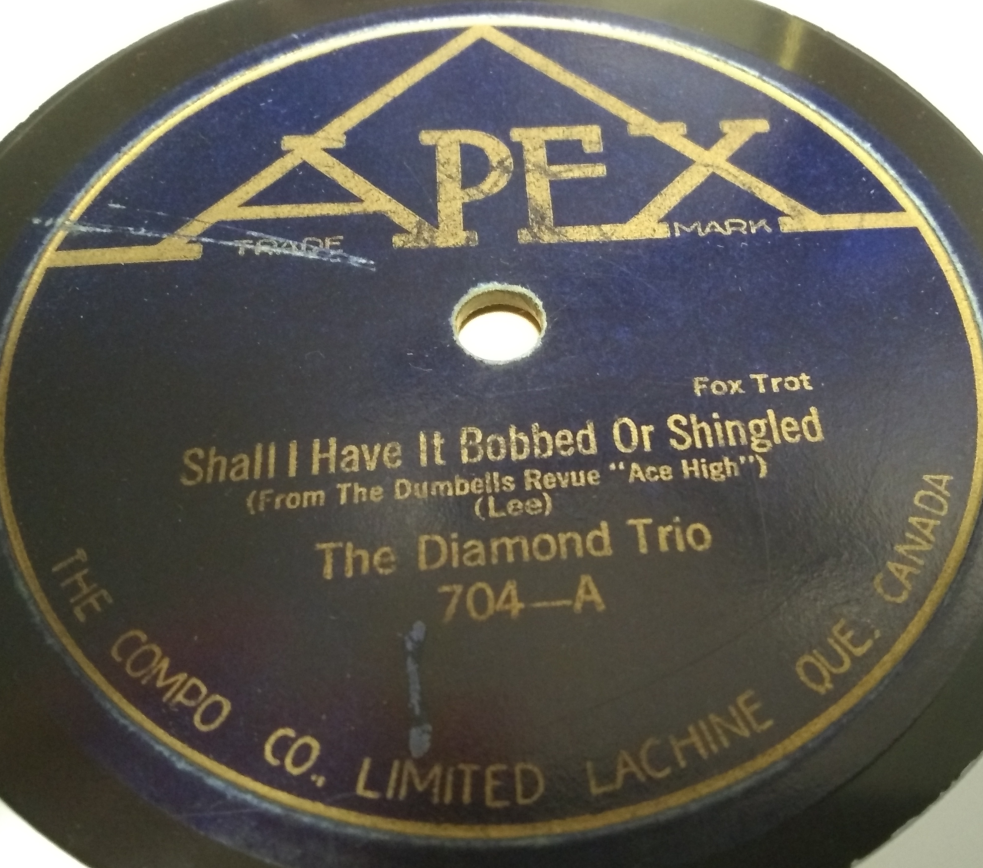 APEX
TRADE MARK
Fox Trot
Shall I Have It Bobbed Or Shingled
(From The Dumbells Revue "Ace High")
(Lee)
The Diamond Trio
704—A
THE COMPO CO., LIMITED LACHINE QUE. CANADA